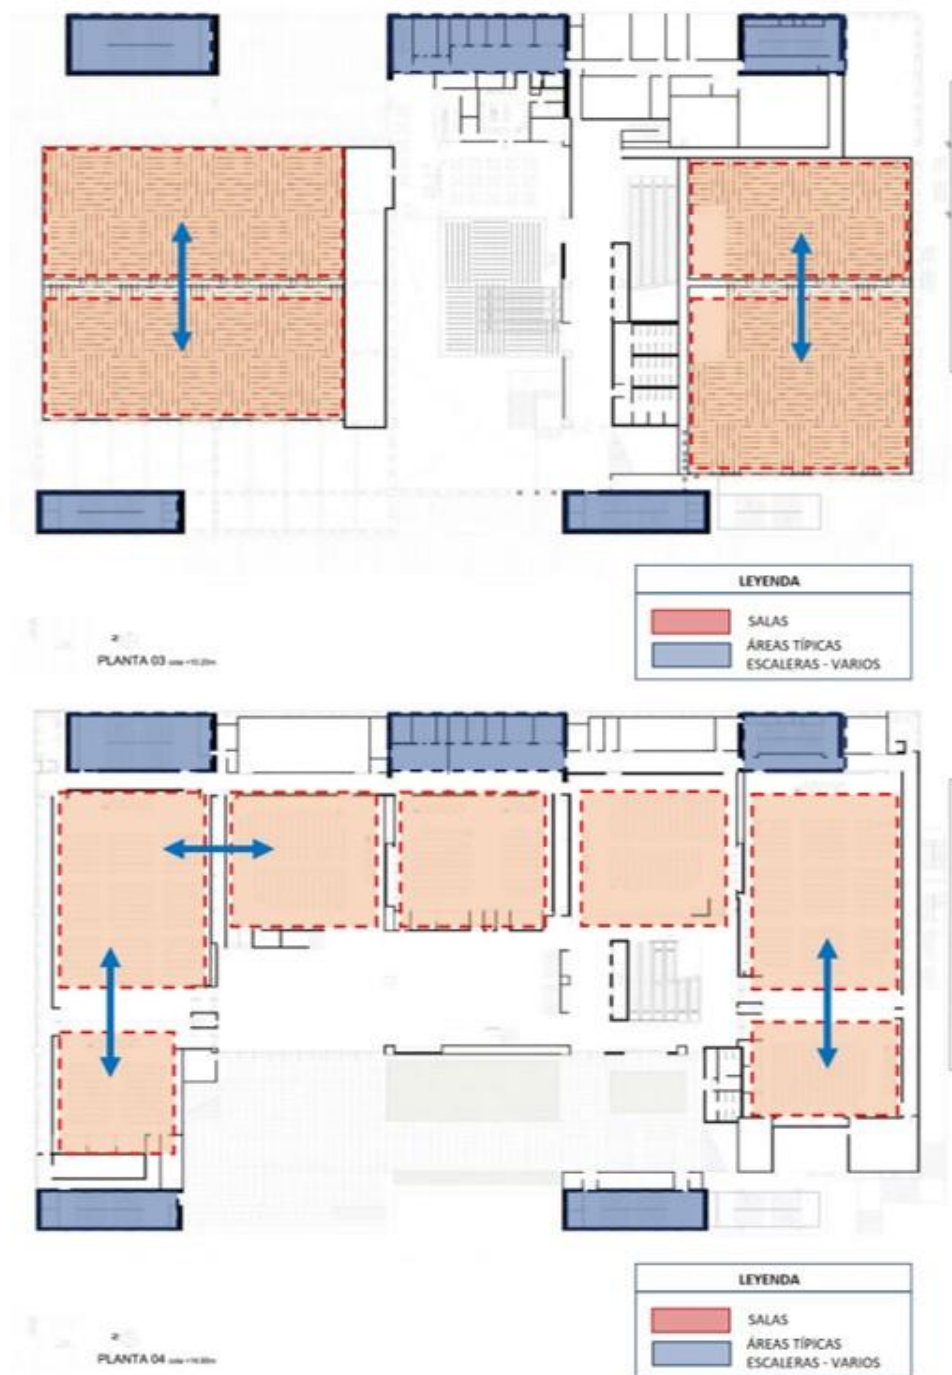 LEYENDA
SALAS
ÁREAS TÍPICAS
ESCALERAS - VARIOS
PLANTA 03
LEYENDA
SALAS
ÁREAS TÍPICAS
ESCALERAS - VARIOS
PLANTA 04